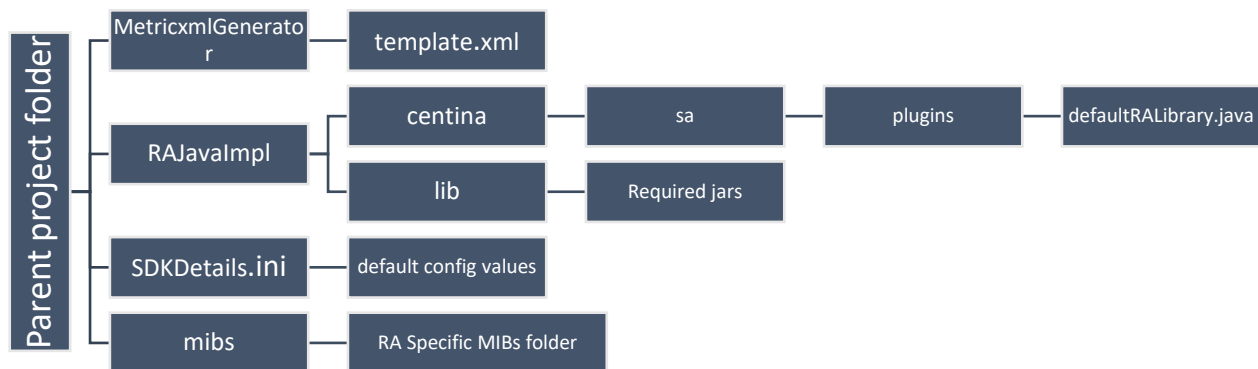 Parent project folder
MetricxmlGenerato
r
template.xml
RAJavaImpl
centina
sa
plugins
defaultRALibrary.java
lib
Required jars
SDKDetails.ini
default config values
mibs
RA Specific MIBs folder